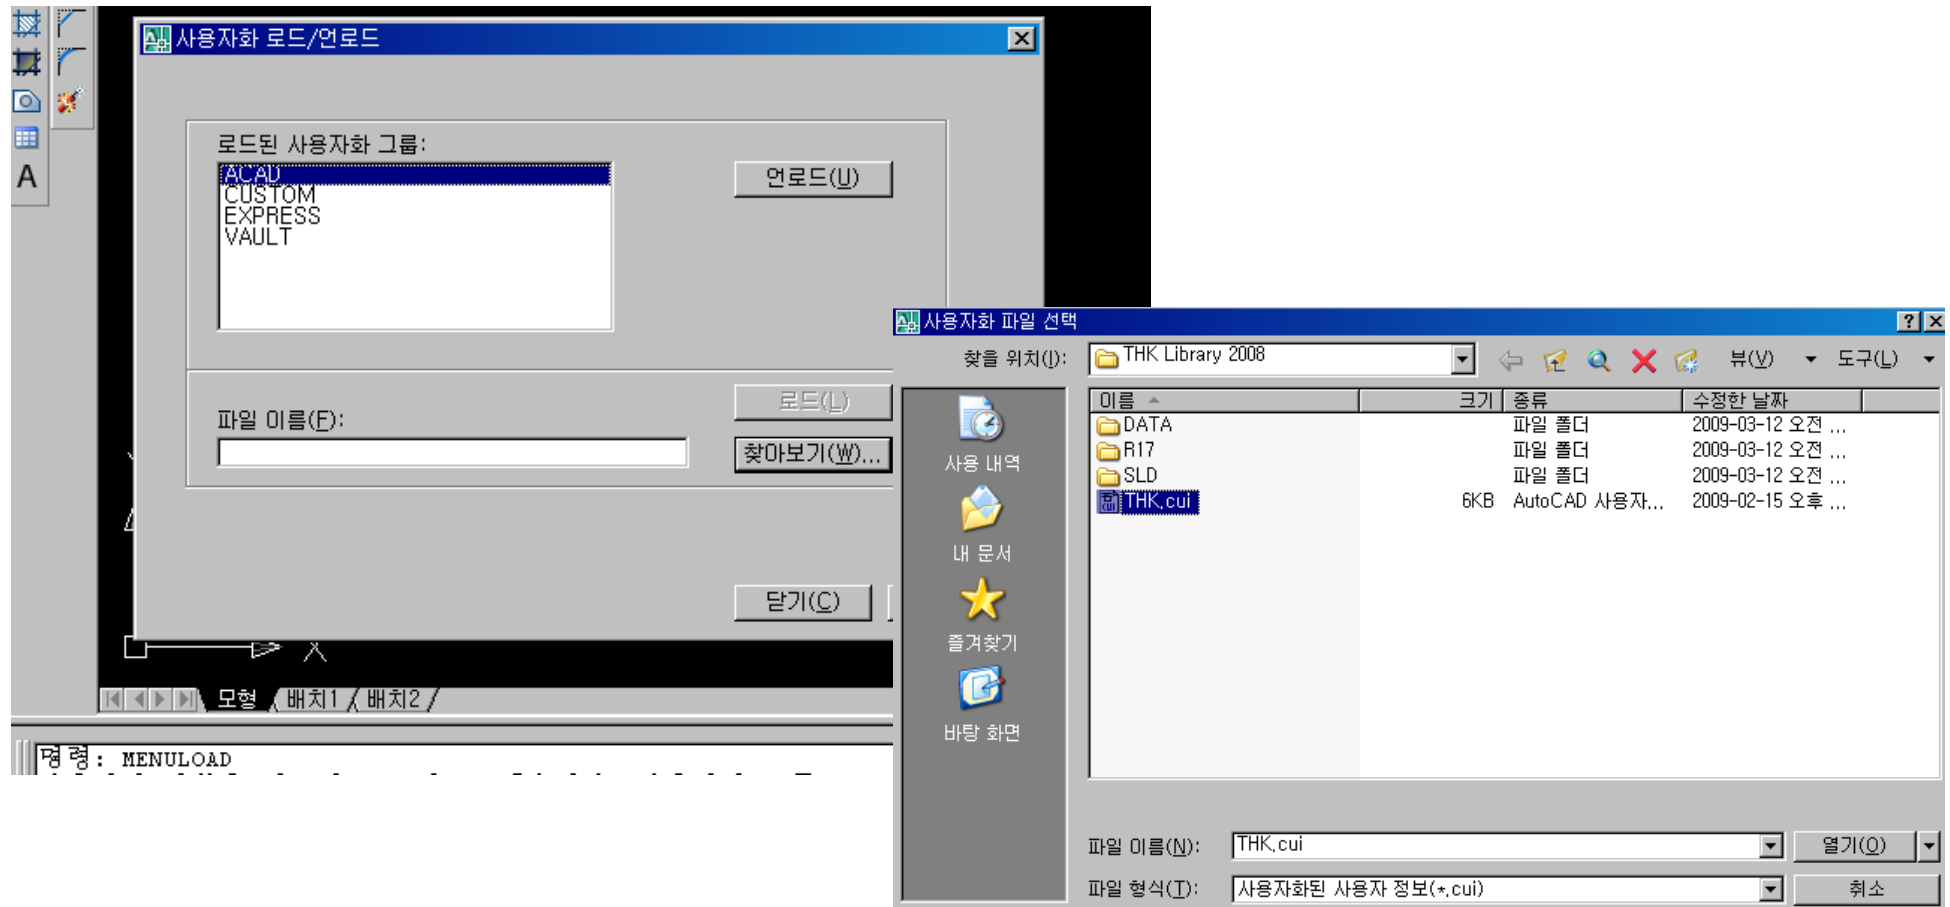 사용자화 로드/언로드
A
로드된 사용자화 그룹:
ACAD
CUSTOM
EXPRESS
VAULT
언로드(U)
로드(L)
파일 이름(F):
찾아보기(W)...
닫기(C)
X
모형 배치1 배치2
명령: MENULOAD
사용자화 파일 선택
찾을 위치(I): THK Library 2008 뷰(V) 도구(L)
이름 크기 종류 수정한 날짜
DATA 파일 폴더 2009-03-12 오전 ...
R17 파일 폴더 2009-03-12 오전 ...
SLD 파일 폴더 2009-03-12 오전 ...
THK.cui 6KB AutoCAD 사용자... 2009-02-15 오후 ...
사용 내역
내 문서
즐겨찾기
바탕 화면
파일 이름(N): THK.cui 열기(O)
파일 형식(T): 사용자화된 사용자 정보(*.cui) 취소